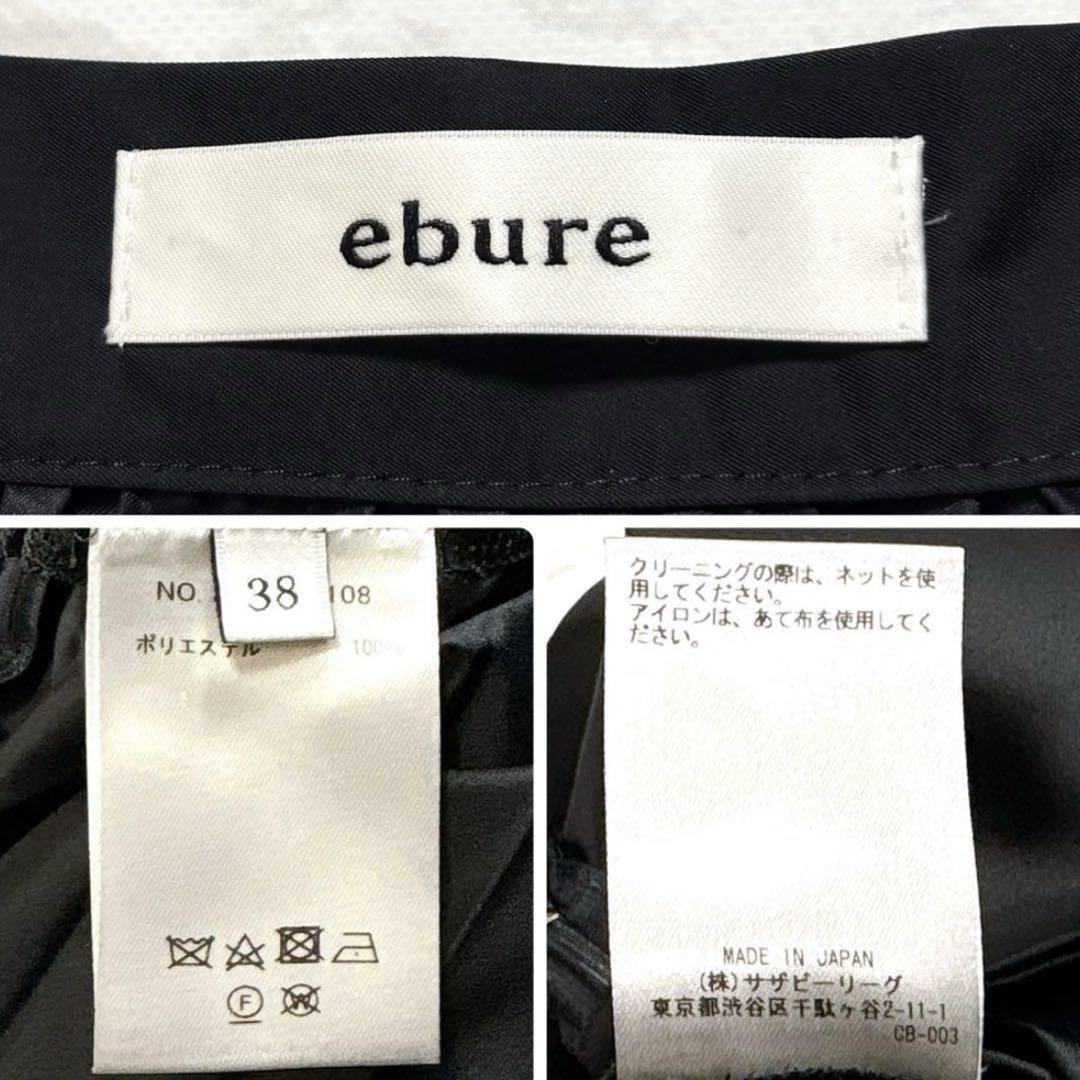 ebure
NO. 108
38
ポリエステル 100%
F
W
クリーニングの際は、ネットを使
用してください。
アイロンは、あて布を使用してく
ださい。
MADE IN JAPAN
(株)サザビーリーグ
東京都渋谷区千駄ヶ谷2-11-1
CB-003